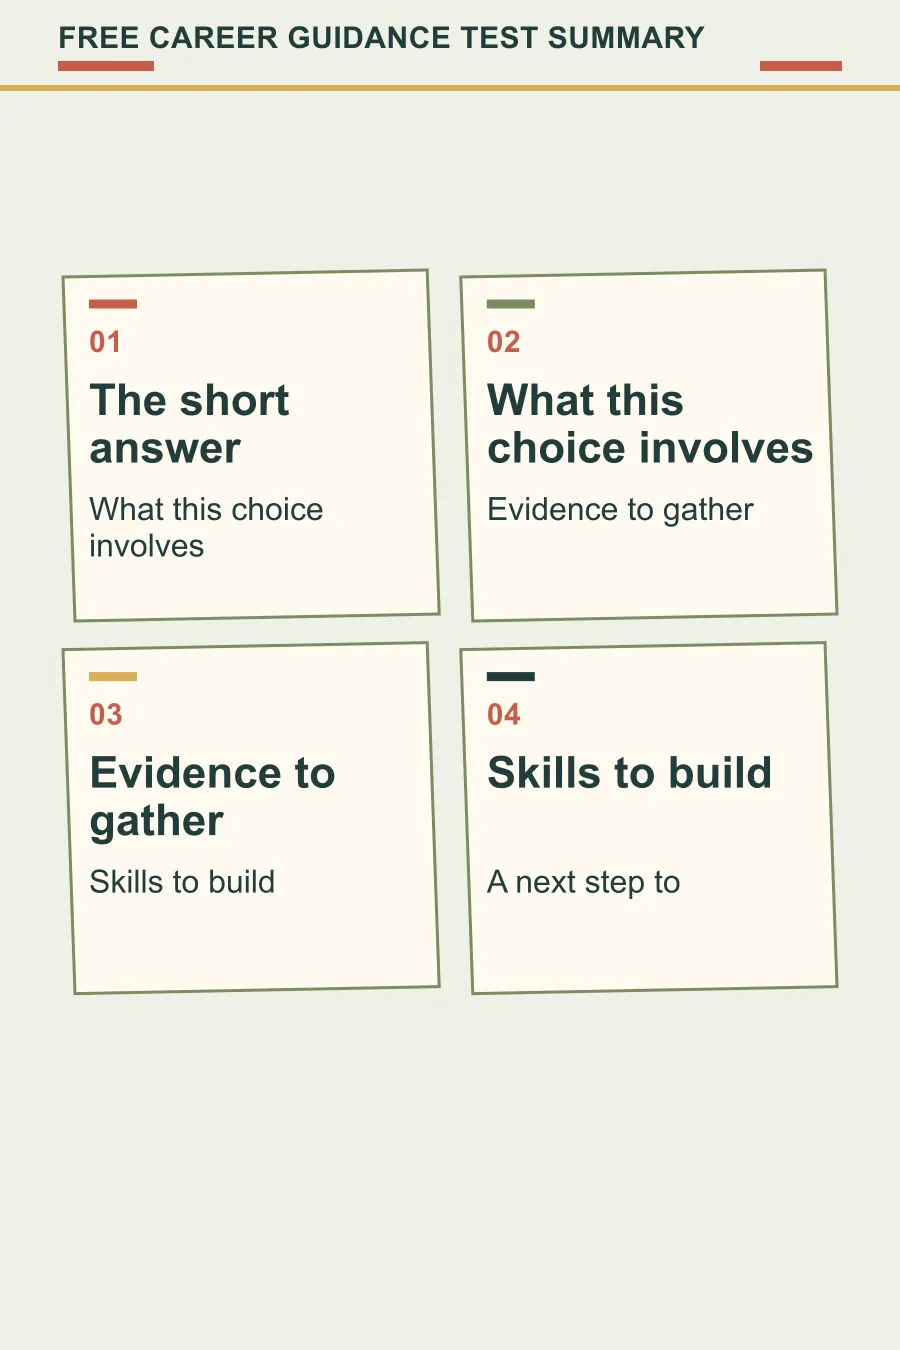 FREE CAREER GUIDANCE TEST SUMMARY
01
The short
answer
What this choice
involves
02
What this
choice involves
Evidence to gather
03
Evidence to
gather
Skills to build
04
Skills to build
A next step to